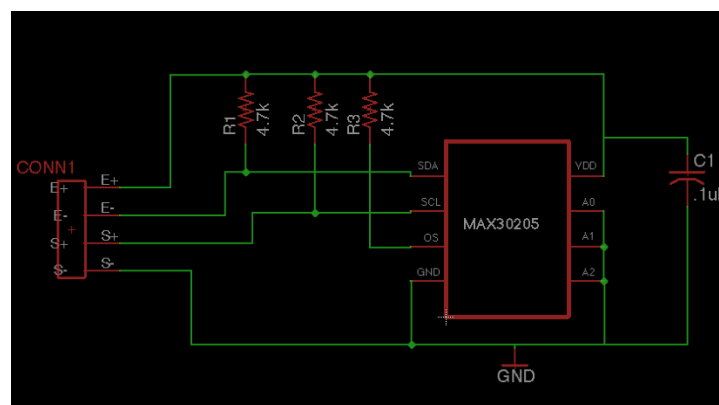 CONN1
E+
E-
S+
S-
E+
E-
S+
S-
R1
4.7k
R2
4.7k
R3
4.7k
SDA
SCL
OS
GND
MAX30205
VDD
A0
A1
A2
C1
GND